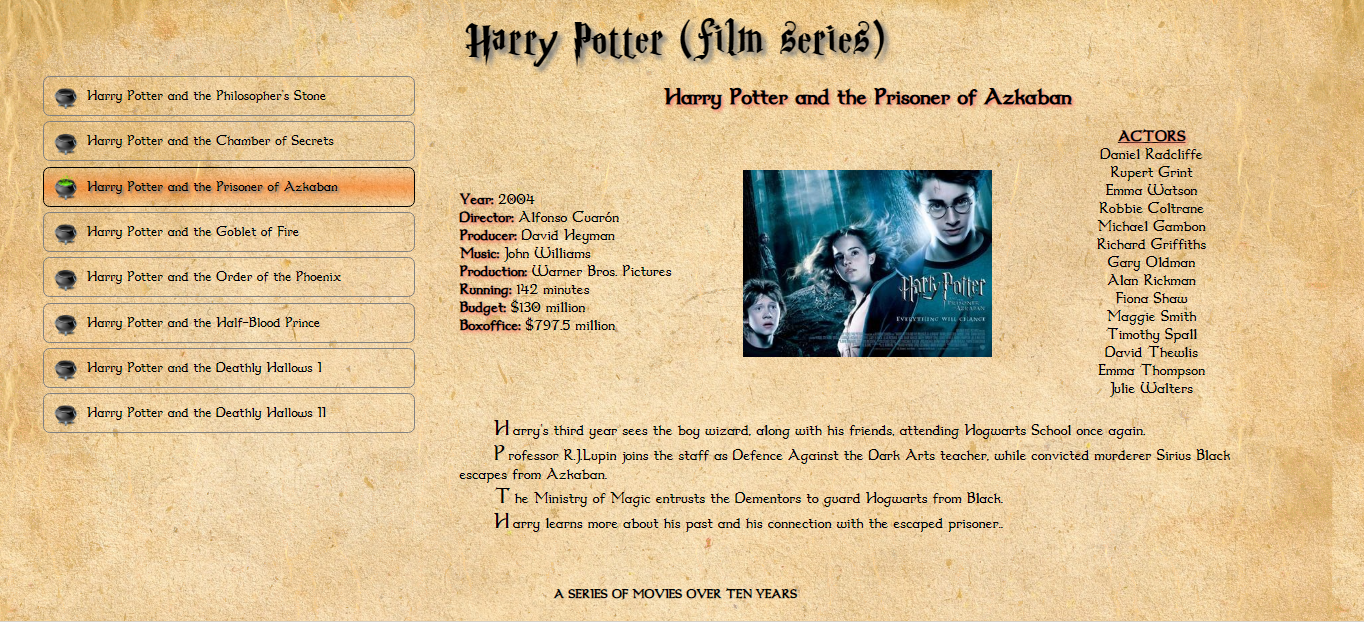 Harry Potter (film series)
Harry Potter and the Philosopher's Stone
Harry Potter and the Chamber of Secrets
Harry Potter and the Prisoner of Azkaban
Harry Potter and the Goblet of Fire
Harry Potter and the Order of the Phoenix
Harry Potter and the Half-Blood Prince
Harry Potter and the Deathly Hallows I
Harry Potter and the Deathly Hallows II
Harry Potter and the Prisoner of Azkaban
Year: 2004
Director: Alfonso Cuarón
Producer: David Heyman
Music: John Williams
Production: Warner Bros. Pictures
Running: 142 minutes
Budget: $130 million
Boxoffice: $797.5 million
Harry Potter
PRISONER
AZKABAN
EVERYTHING WILL CHANGE
ACTORS
Daniel Radcliffe
Rupert Grint
Emma Watson
Robbie Coltrane
Michael Gambon
Richard Griffiths
Gary Oldman
Alan Rickman
Fiona Shaw
Maggie Smith
Timothy Spall
David Thewlis
Emma Thompson
Julie Walters
Harry's third year sees the boy wizard, along with his friends, attending Hogwarts School once again.
Professor R.J.Lupin joins the staff as Defence Against the Dark Arts teacher, while convicted murderer Sirius Black
escapes from Azkaban.
The Ministry of Magic entrusts the Dementors to guard Hogwarts from Black.
Harry learns more about his past and his connection with the escaped prisoner..
A SERIES OF MOVIES OVER TEN YEARS